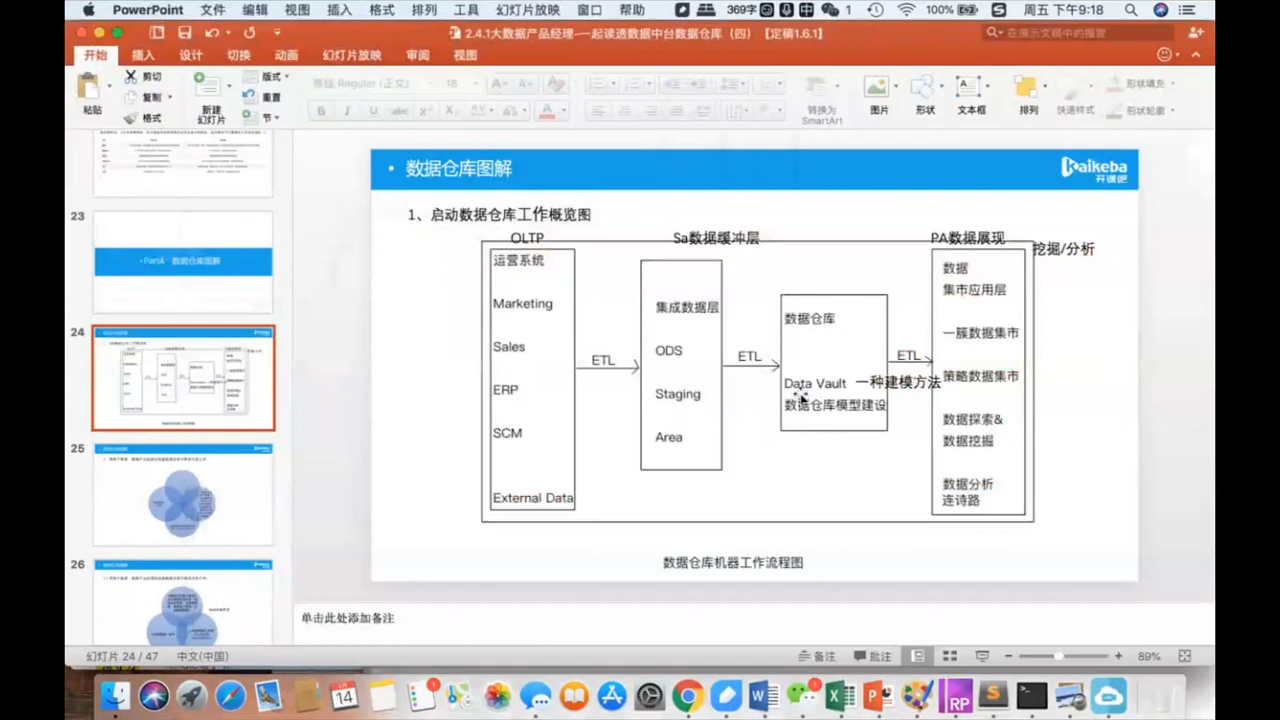 PowerPoint 文件 编辑 视图 插入 格式 排列 工具 幻灯片放映 窗口 帮助 369字 1 100% 周五 下午9:18
2.4.1大数据产品经理-一起读透数据中台数据仓库（四）【定稿1.6.1】
在演示文稿中搜索
开始 插入 设计 切换 动画 幻灯片放映 审阅 视图
粘贴
剪切
复制
格式
新建
幻灯片
版式
重置
节
转换为
SmartArt
图片
形状
文本框
排列
快速样式
形状填充
形状轮廓
23
24
25
26
• 数据仓库图解
Kaikeba
开课吧
1、启动数据仓库工作概览图
OLTP
Sa数据缓冲层
PA数据展现
挖掘/分析
运营系统
Marketing
Sales
ERP
SCM
External Data
ETL
集成数据层
ODS
Staging
Area
ETL
数据仓库
Data Vault 一种建模方法
数据仓库模型建设
ETL
数据
集市应用层
一簇数据集市
策略数据集市
数据探索&
数据挖掘
数据分析
连诗路
数据仓库机器工作流程图
单击此处添加备注
幻灯片 24 / 47 中文(中国) 备注 批注 89%
14